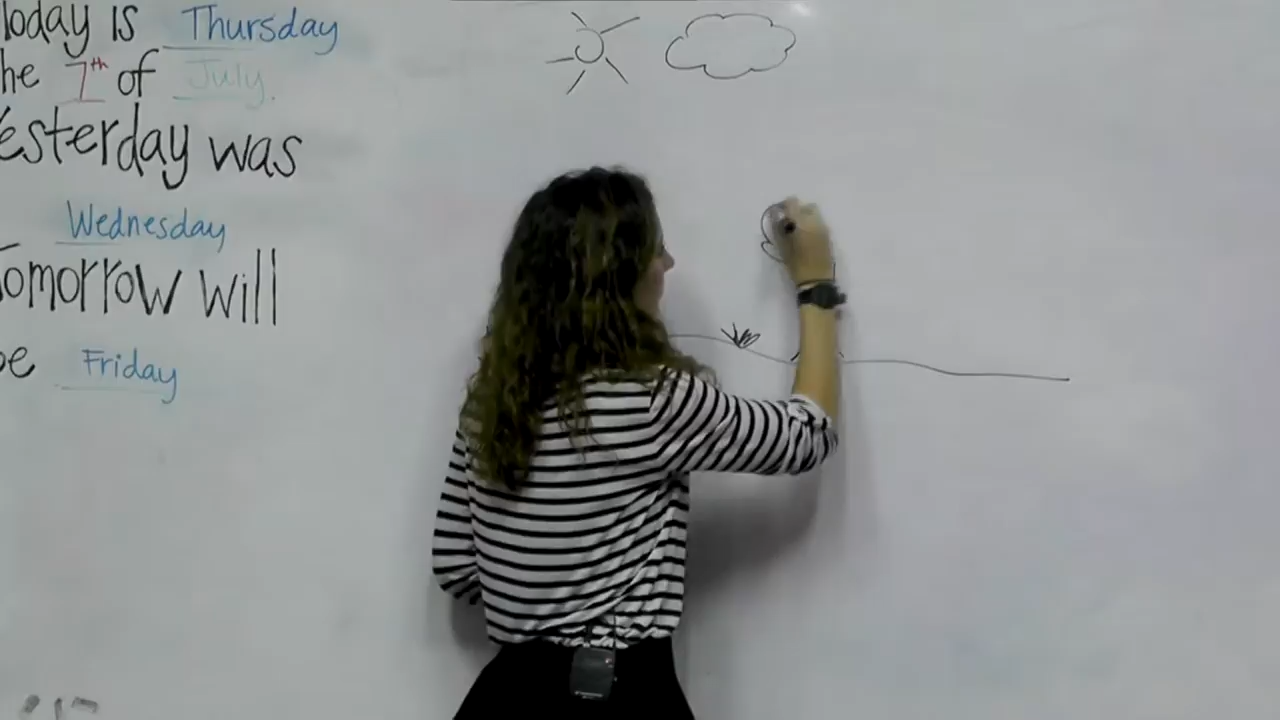 Today is Thursday
the 7th of July.
Yesterday was
Wednesday
Tomorrow will
be Friday